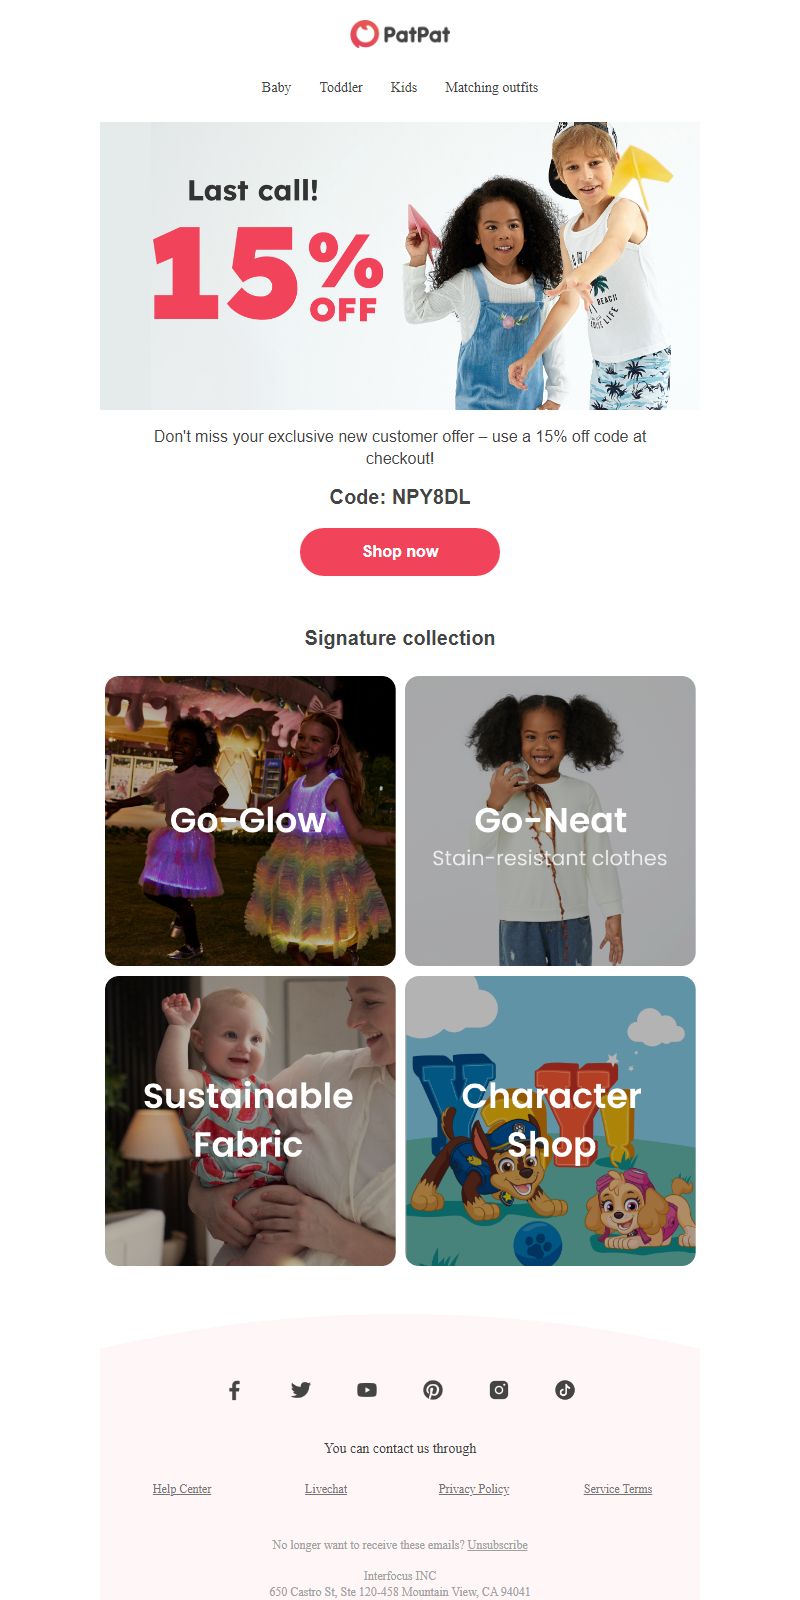 PatPat
Baby Toddler Kids Matching outfits
Last call!
15% OFF
BEACH
LIFE
Don't miss your exclusive new customer offer – use a 15% off code at
checkout!
Code: NPY8DL
Shop now
Signature collection
Go-Glow
Go-Neat
Stain-resistant clothes
Sustainable
Fabric
Character
Shop
You can contact us through
Help Center Livechat Privacy Policy Service Terms
No longer want to receive these emails? Unsubscribe
Interfocus INC
650 Castro St, Ste 120-458 Mountain View, CA 94041